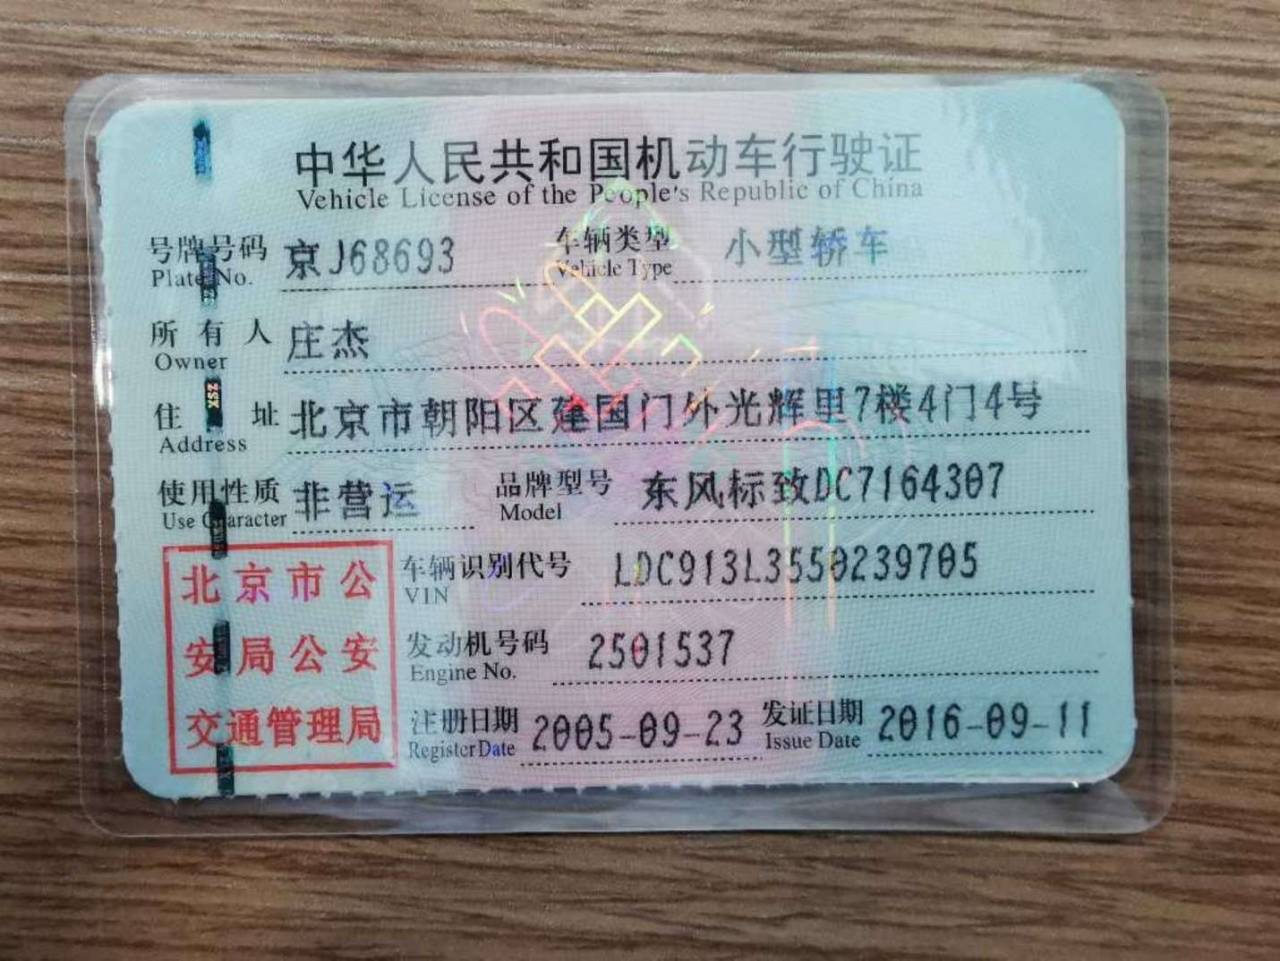 中华人民共和国机动车行驶证
Vehicle License of the People's Republic of China
号牌号码 京J68693 车辆类型 小型轿车
Plate No. Vehicle Type
所有人 庄杰
Owner
住址 北京市朝阳区建国门外光辉里7楼4门4号
Address
使用性质 非营运 品牌型号 东风标致DC7164307
Use Character Model
北京市公
安局公安
交通管理局
车辆识别代号 LDC913L3550239705
VIN
发动机号码 2501537
Engine No.
注册日期 2005-09-23 发证日期 2016-09-11
Register Date Issue Date